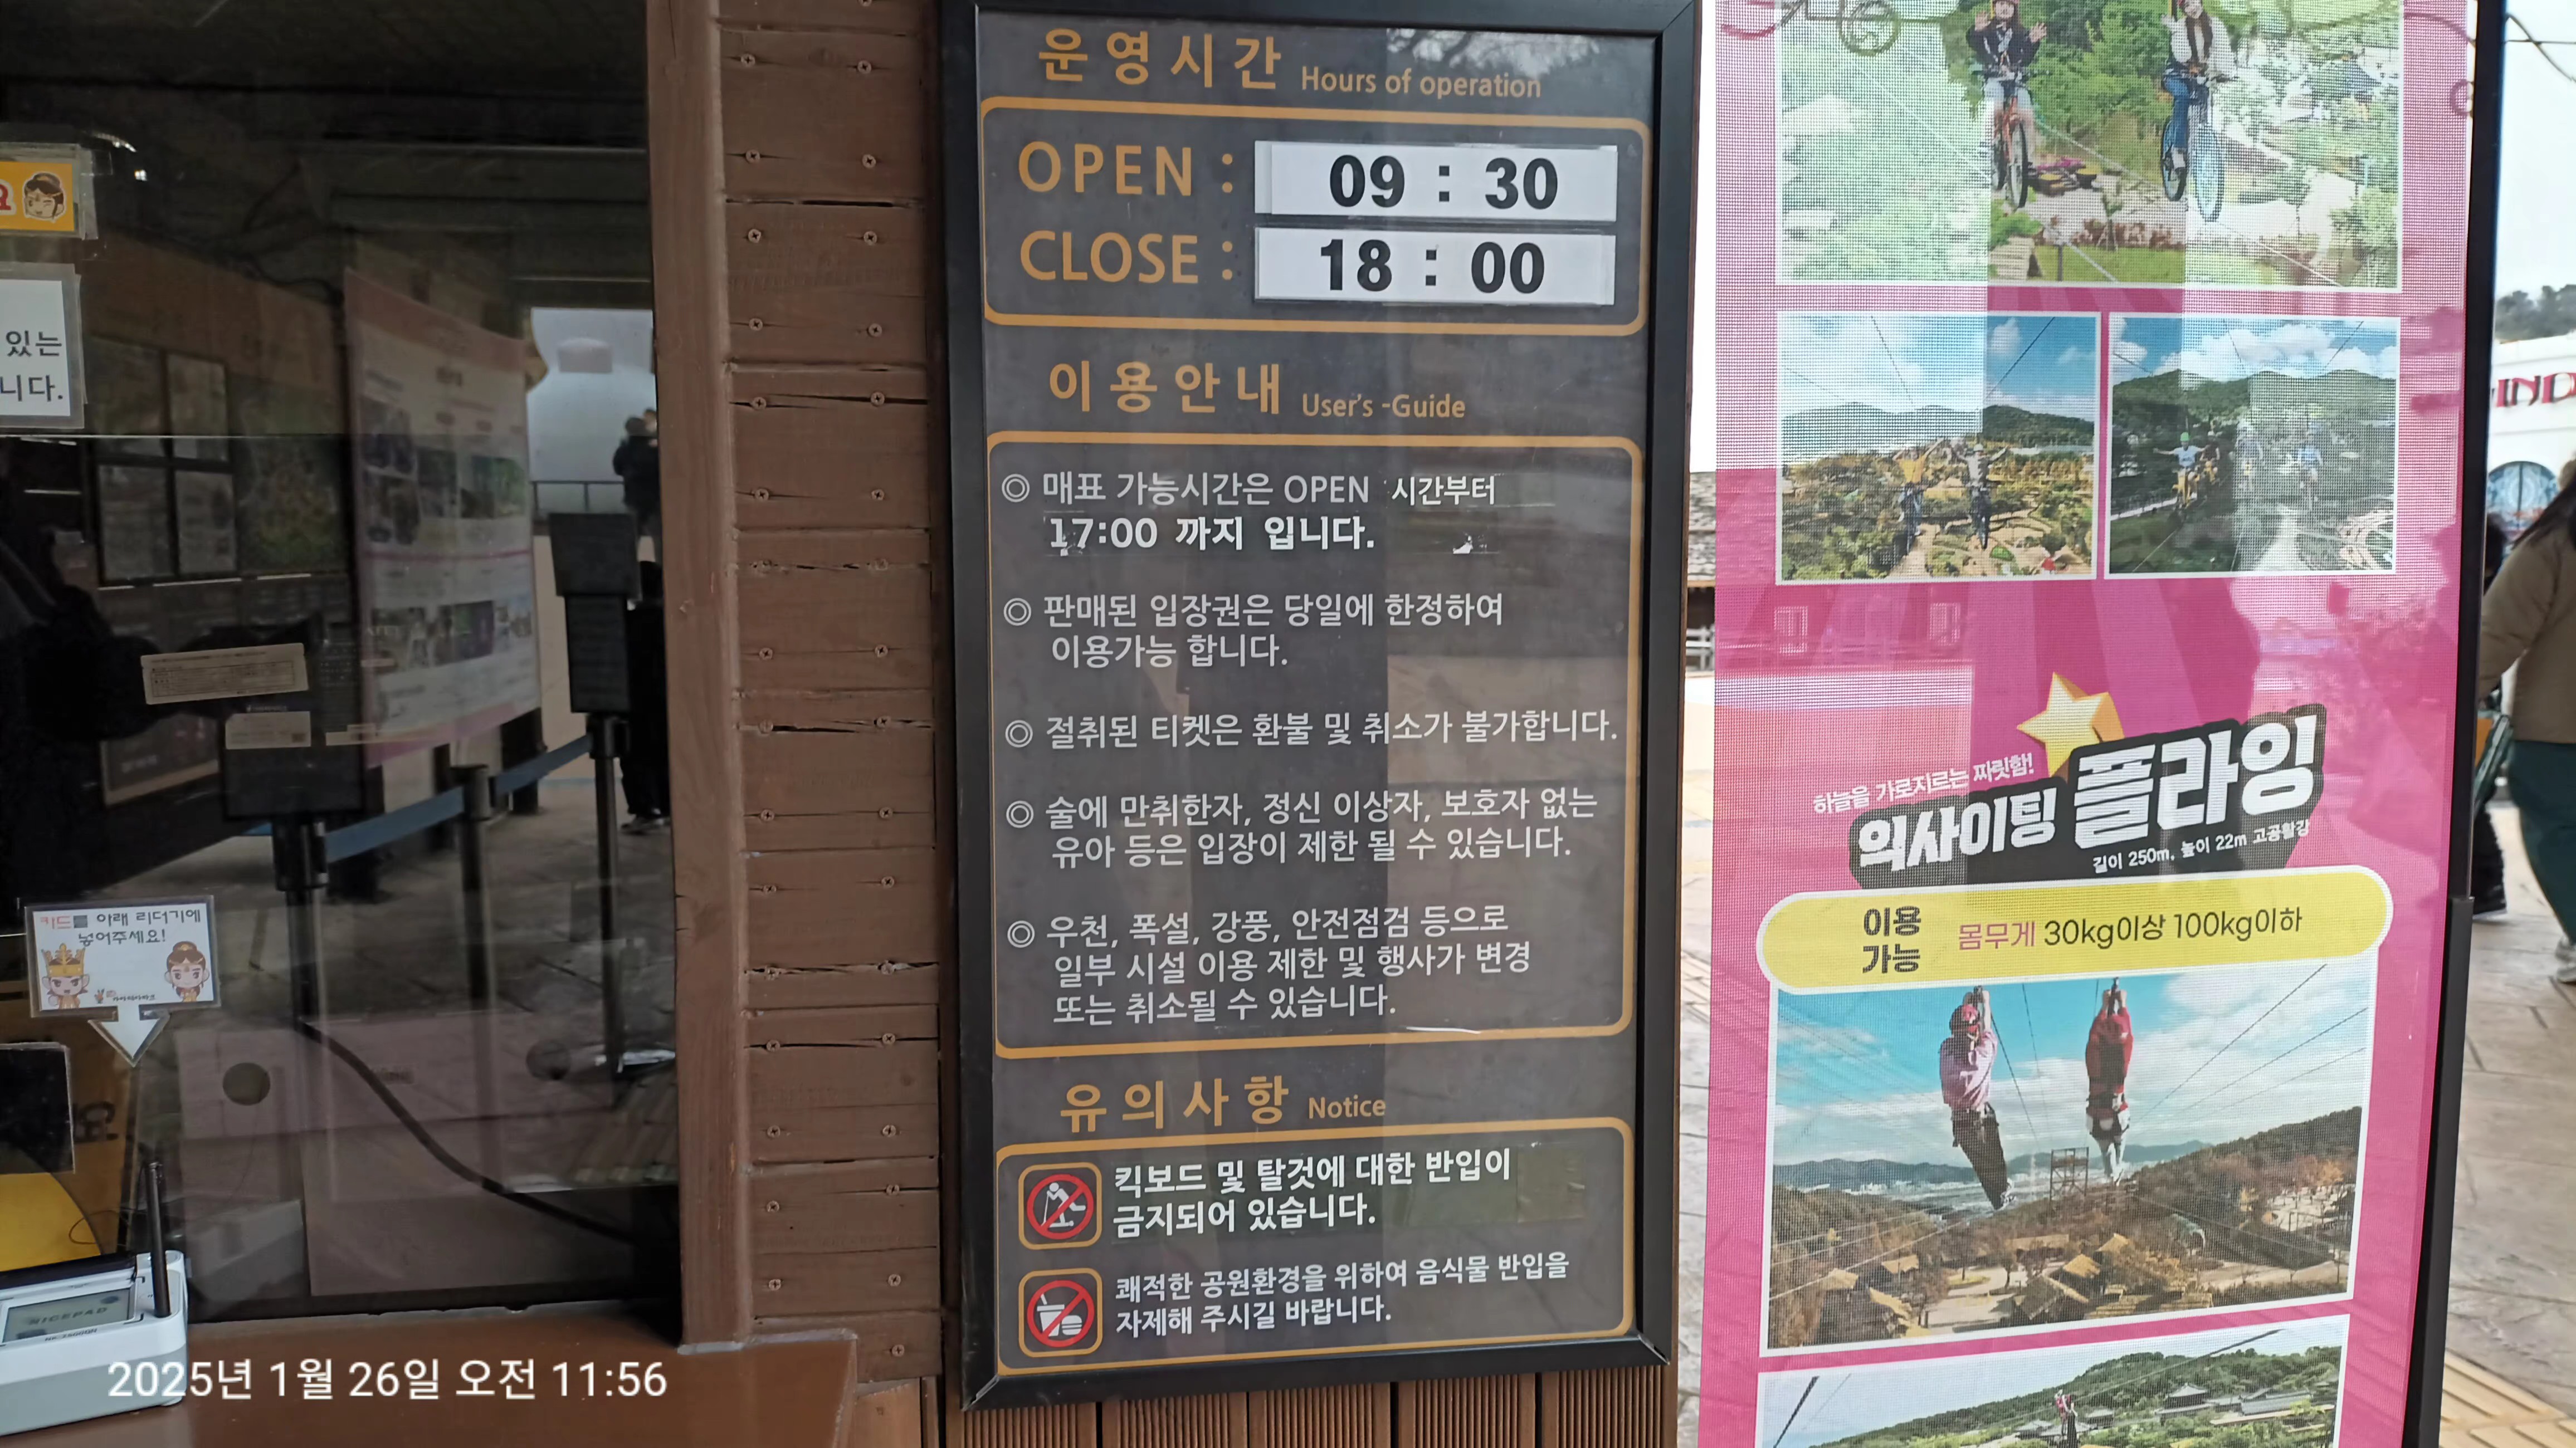 있는
니다.
카드를 아래 리더기에
넣어주세요!
NICEPAD
운영시간 Hours of operation
OPEN : 09 : 30
CLOSE : 18 : 00
이용안내 User's -Guide
◎ 매표 가능시간은 OPEN 시간부터
17:00 까지 입니다.
◎ 판매된 입장권은 당일에 한정하여
이용가능 합니다.
◎ 절취된 티켓은 환불 및 취소가 불가합니다.
◎ 술에 만취한자, 정신 이상자, 보호자 없는
유아 등은 입장이 제한 될 수 있습니다.
◎ 우천, 폭설, 강풍, 안전점검 등으로
일부 시설 이용 제한 및 행사가 변경
또는 취소될 수 있습니다.
유의사항 Notice
킥보드 및 탈것에 대한 반입이
금지되어 있습니다.
쾌적한 공원환경을 위하여 음식물 반입을
자제해 주시길 바랍니다.
하늘을 가로지르는 짜릿함!
익사이팅 플라잉
길이 250m, 높이 22m 고공활강
이용
가능
몸무게 30kg이상 100kg이하
2025년 1월 26일 오전 11:56